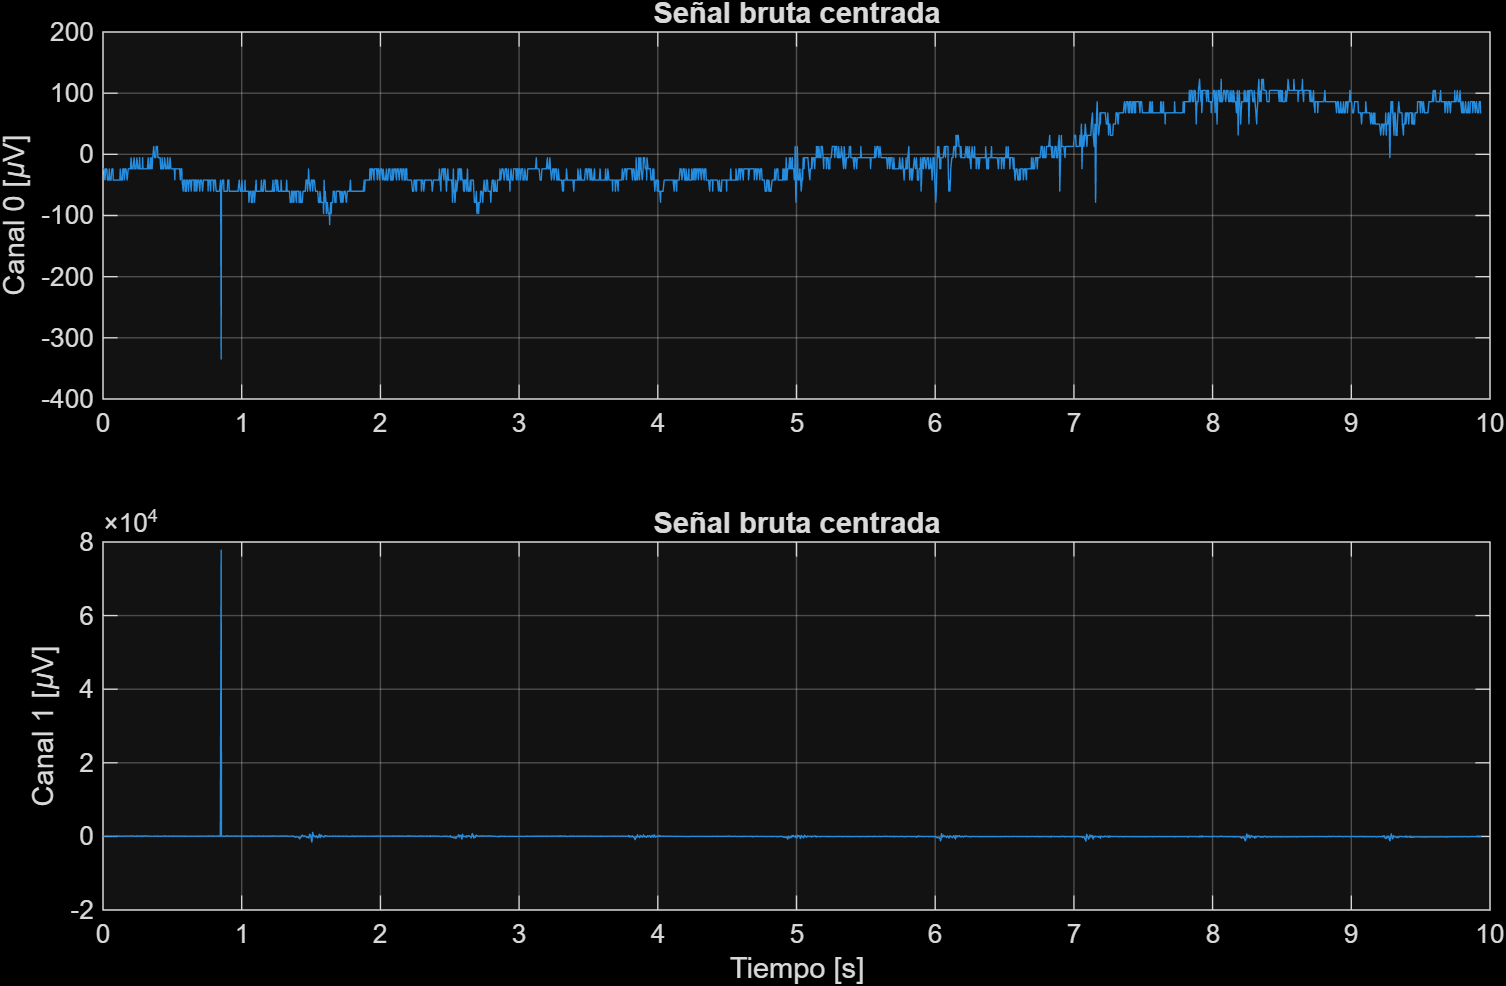 Señal bruta centrada
200
100
0
-100
-200
-300
-400
Canal 0 [µV]
0 1 2 3 4 5 6 7 8 9 10
×10⁴
Señal bruta centrada
8
6
4
2
0
-2
Canal 1 [µV]
0 1 2 3 4 5 6 7 8 9 10
Tiempo [s]